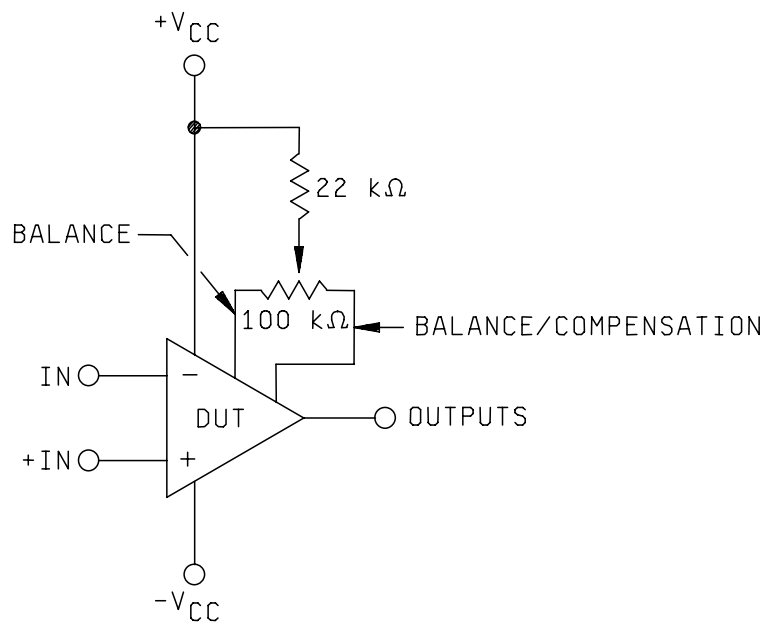 +VCC
22 kΩ
BALANCE
100 kΩ
BALANCE/COMPENSATION
IN
−
DUT
OUTPUTS
+IN
+
-VCC